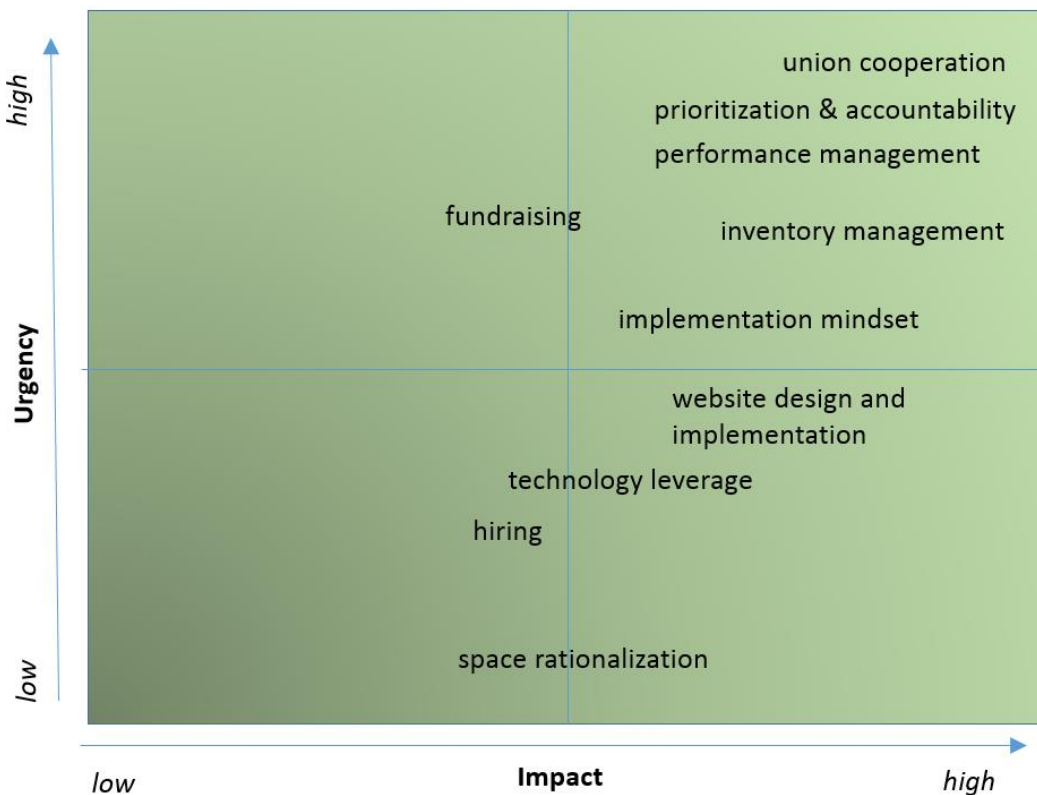 high
union cooperation
prioritization & accountability
performance management
fundraising
inventory management
implementation mindset
Urgency
website design and
implementation
technology leverage
hiring
space rationalization
low
low
Impact
high